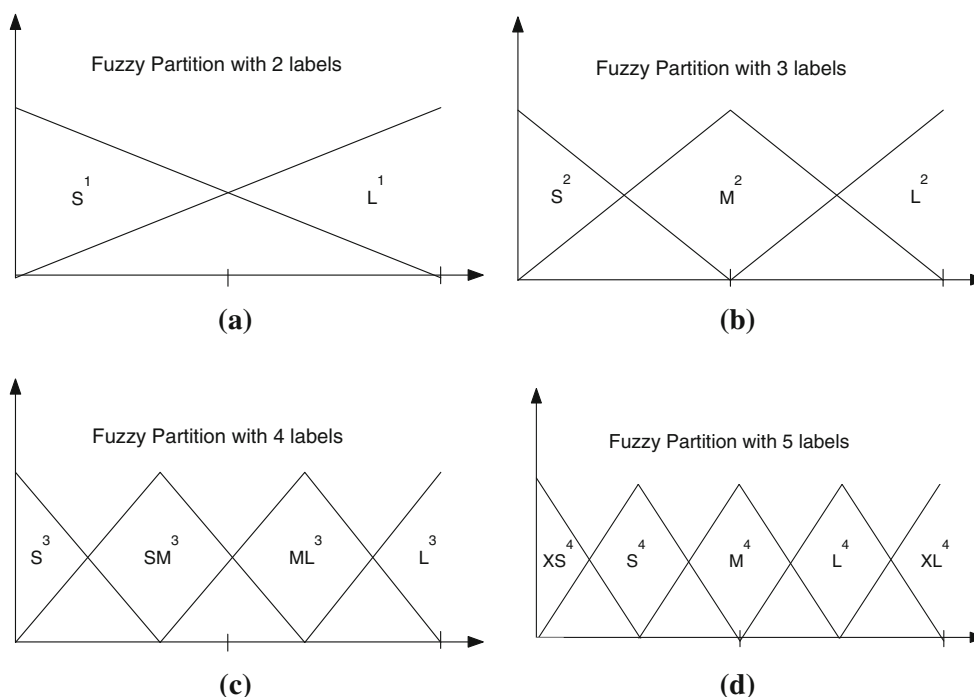 Fuzzy Partition with 2 labels
S¹
L¹
(a)
Fuzzy Partition with 3 labels
S²
M²
L²
(b)
Fuzzy Partition with 4 labels
S³
SM³
ML³
L³
(c)
Fuzzy Partition with 5 labels
XS⁴
S⁴
M⁴
L⁴
XL⁴
(d)